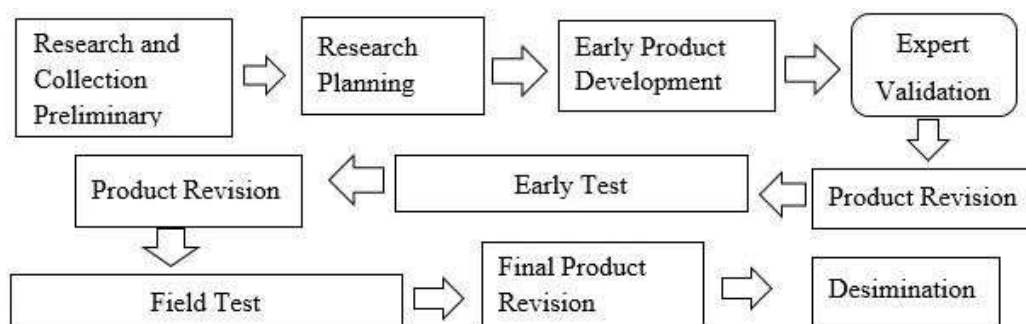 Research and
Collection
Preliminary
Research
Planning
Early Product
Development
Expert
Validation
Product Revision
Early Test
Product Revision
Field Test
Final Product
Revision
Desimination